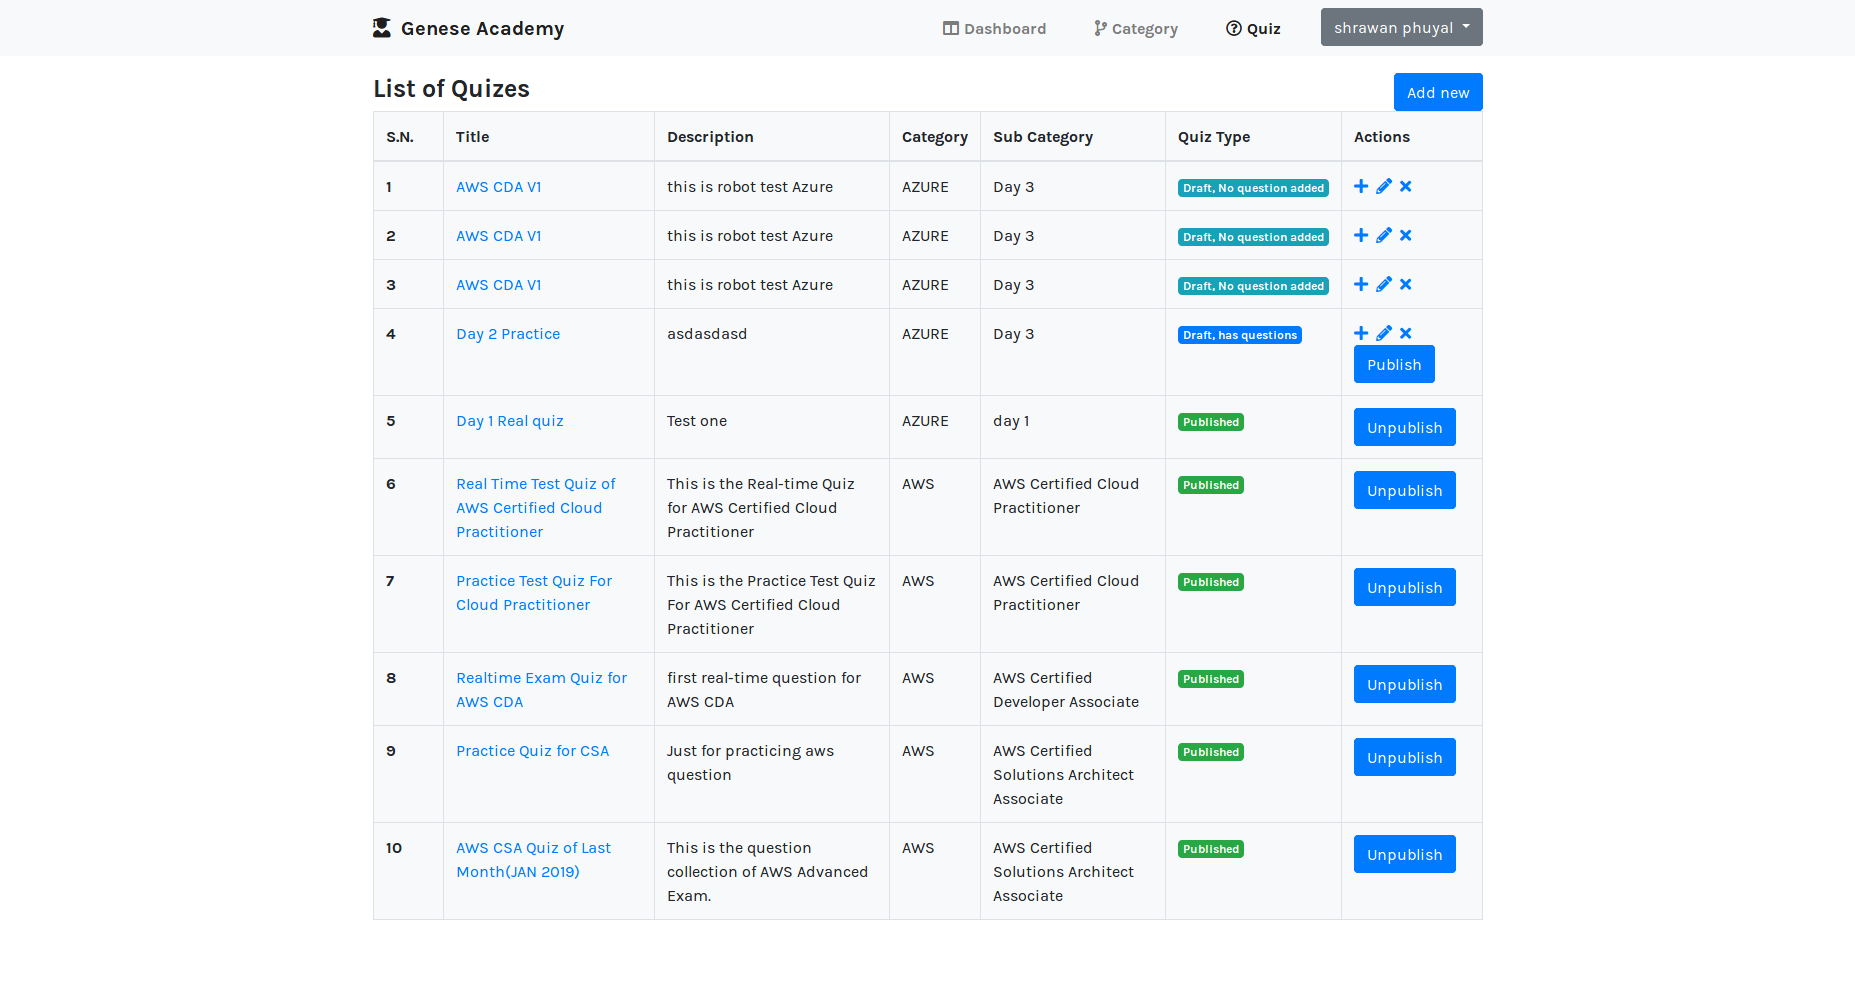 Genese Academy
Dashboard
Category
Quiz
shrawan phuyal
List of Quizes
Add new
S.N. Title Description Category Sub Category Quiz Type Actions
1 AWS CDA V1 this is robot test Azure AZURE Day 3 Draft, No question added
2 AWS CDA V1 this is robot test Azure AZURE Day 3 Draft, No question added
3 AWS CDA V1 this is robot test Azure AZURE Day 3 Draft, No question added
4 Day 2 Practice asdasdasd AZURE Day 3 Draft, has questions
Publish
5 Day 1 Real quiz Test one AZURE day 1 Published Unpublish
6 Real Time Test Quiz of This is the Real-time Quiz AWS AWS Certified Cloud Published Unpublish
AWS Certified Cloud for AWS Certified Cloud Practitioner
Practitioner Practitioner
7 Practice Test Quiz For This is the Practice Test Quiz AWS AWS Certified Cloud Published Unpublish
Cloud Practitioner For AWS Certified Cloud Practitioner
Practitioner
8 Realtime Exam Quiz for first real-time question for AWS AWS Certified Published Unpublish
AWS CDA AWS CDA Developer Associate
9 Practice Quiz for CSA Just for practicing aws AWS AWS Certified Published Unpublish
question Solutions Architect
Associate
10 AWS CSA Quiz of Last This is the question AWS AWS Certified Published Unpublish
Month(JAN 2019) collection of AWS Advanced Solutions Architect
Exam. Associate